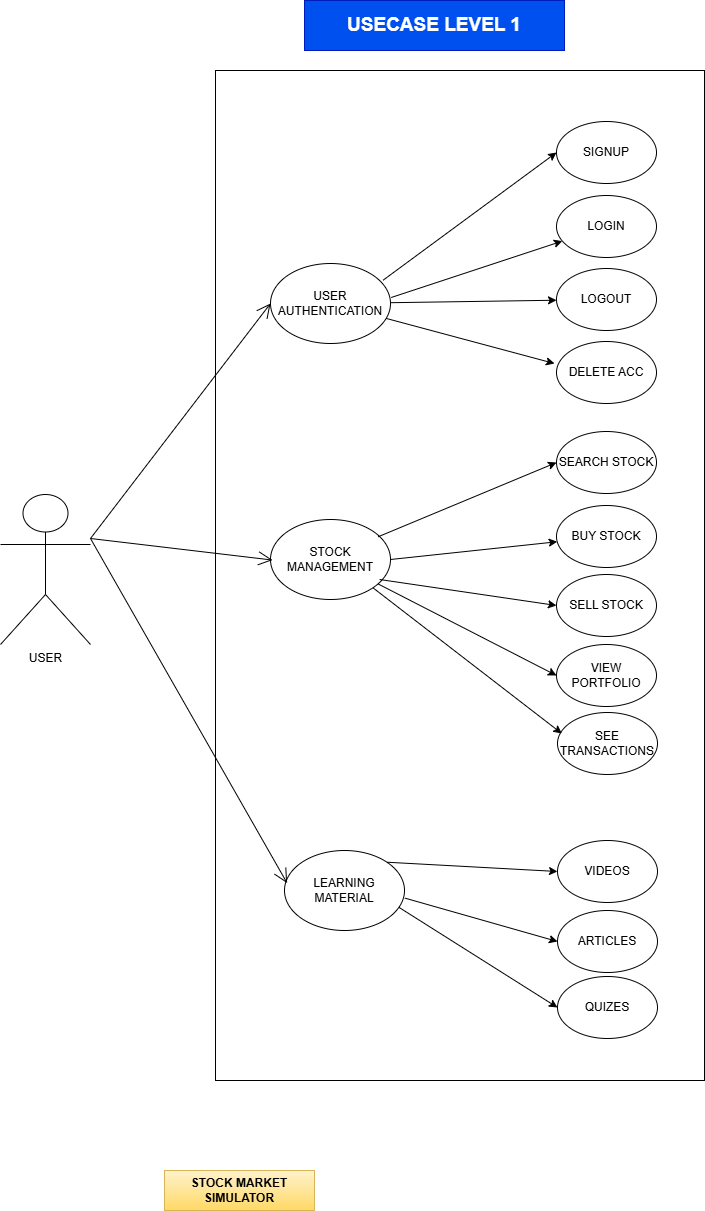 USECASE LEVEL 1
SIGNUP
LOGIN
USER
AUTHENTICATION
LOGOUT
DELETE ACC
SEARCH STOCK
BUY STOCK
STOCK
MANAGEMENT
SELL STOCK
USER
VIEW
PORTFOLIO
SEE
TRANSACTIONS
LEARNING
MATERIAL
VIDEOS
ARTICLES
QUIZES
STOCK MARKET
SIMULATOR